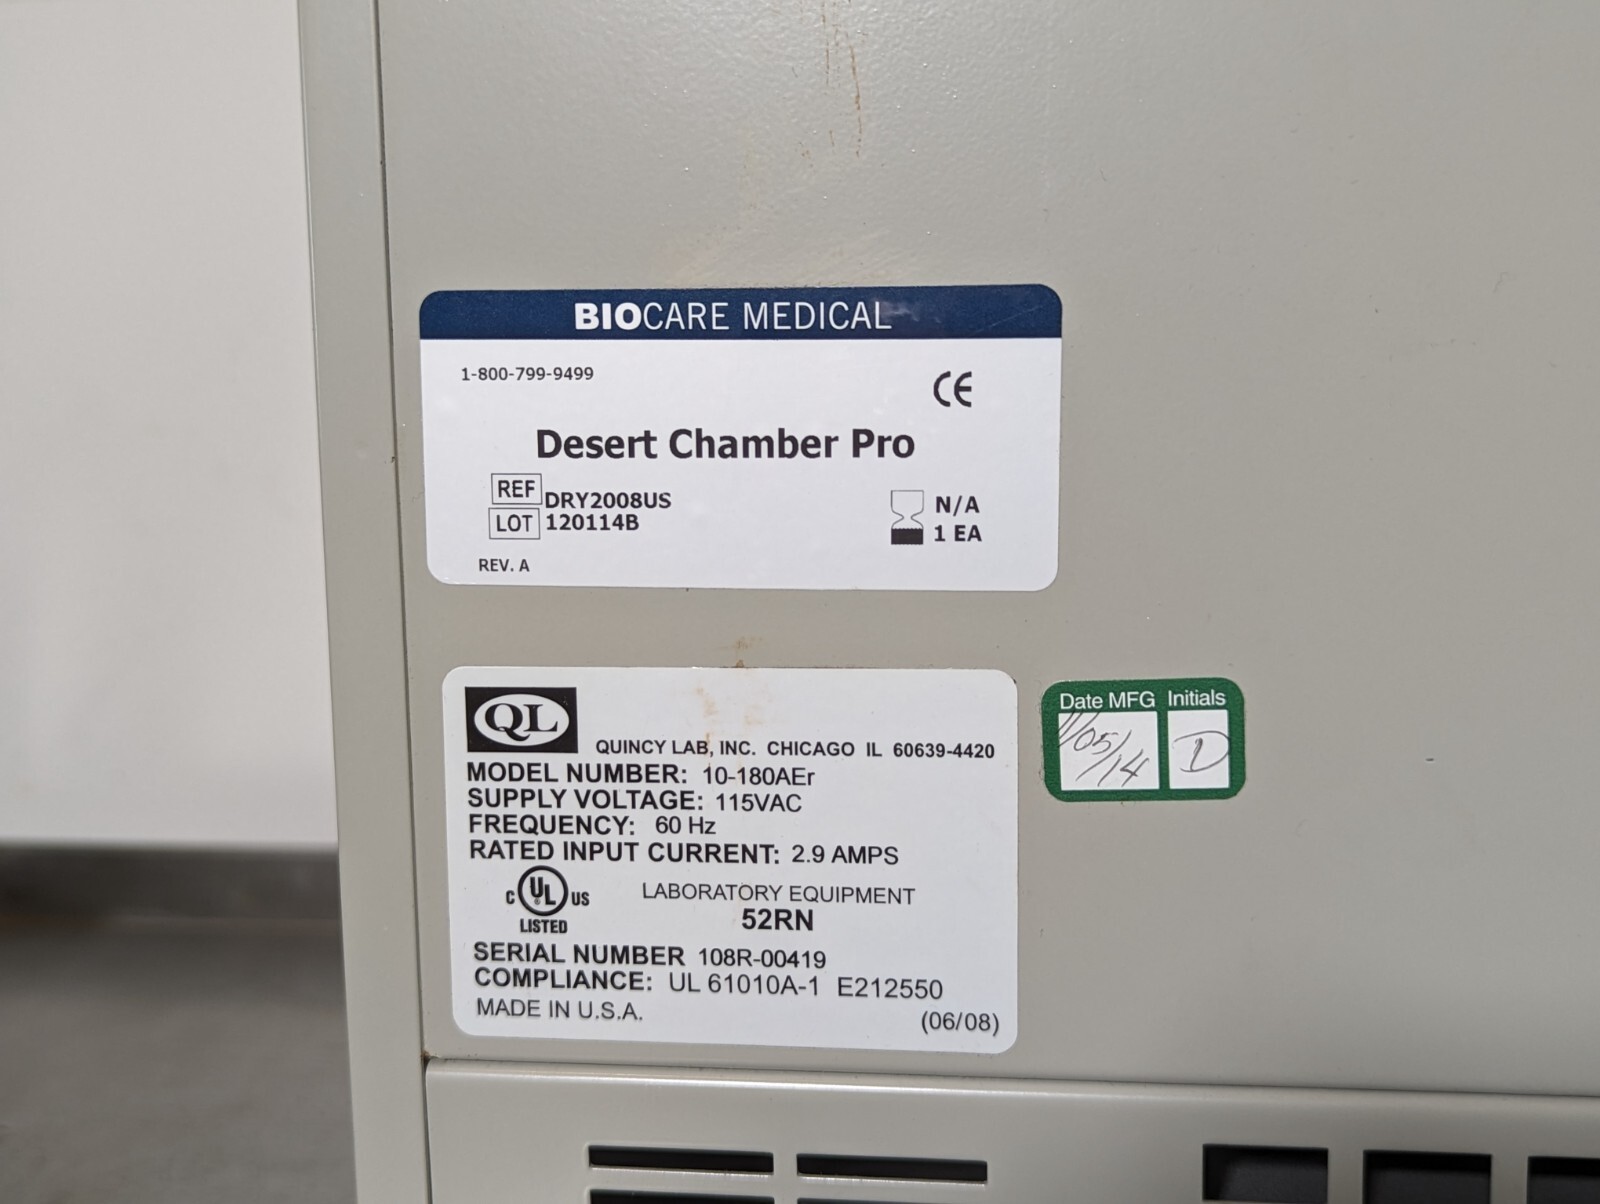 BIOCARE MEDICAL
1-800-799-9499
CE
Desert Chamber Pro
REF DRY2008US
LOT 120114B
N/A
1 EA
REV. A
QL
QUINCY LAB, INC. CHICAGO IL 60639-4420
MODEL NUMBER: 10-180AEr
SUPPLY VOLTAGE: 115VAC
FREQUENCY: 60 Hz
RATED INPUT CURRENT: 2.9 AMPS
C UL US
LISTED
LABORATORY EQUIPMENT
52RN
SERIAL NUMBER 108R-00419
COMPLIANCE: UL 61010A-1 E212550
MADE IN U.S.A.
(06/08)
Date MFG Initials
11/05/14 D